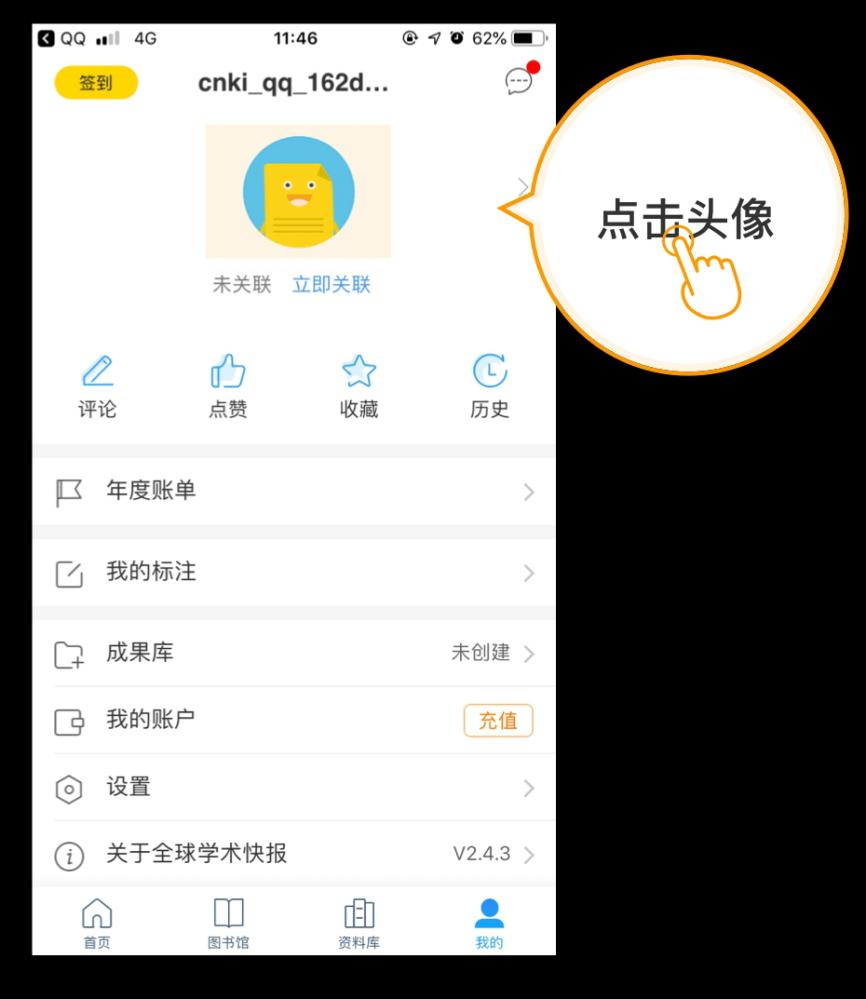 QQ 4G 11:46 62%
签到 cnki_qq_162d...
点击头像
未关联 立即关联
评论 点赞 收藏 历史
年度账单
我的标注
成果库 未创建
我的账户 充值
设置
关于全球学术快报 V2.4.3
首页 图书馆 资料库 我的